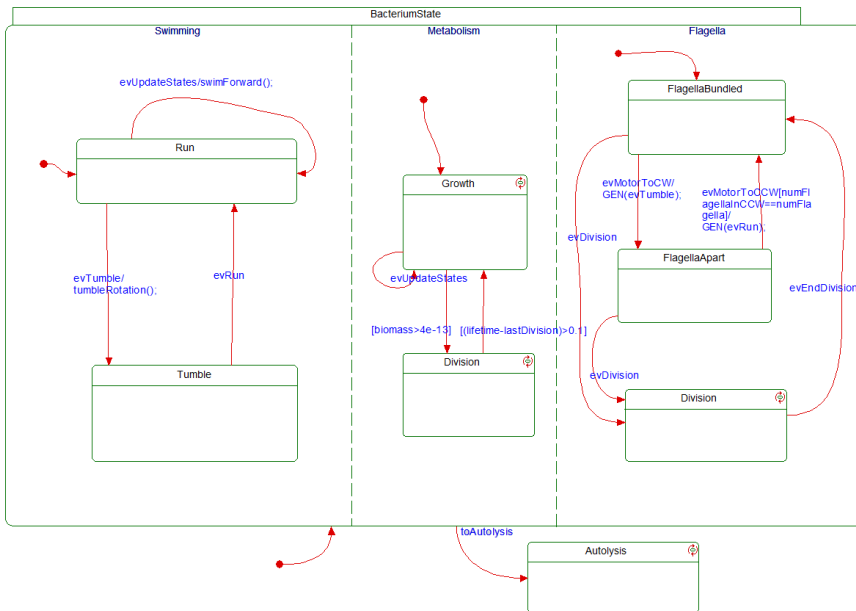 BacteriumState
Swimming
Metabolism
Flagella
evUpdateStates/swimForward();
Run
evTumble/
tumbleRotation();
evRun
Tumble
Growth
evUpdateStates
[biomass>4e-13]
[(lifetime-lastDivision)>0.1]
Division
FlagellaBundled
evMotorToCW/
GEN(evTumble);
evMotorToCCW[numFl
agellaInCCW==numFla
gella]/
GEN(evRun);
evDivision
FlagellaApart
evEndDivision
evDivision
Division
toAutolysis
Autolysis